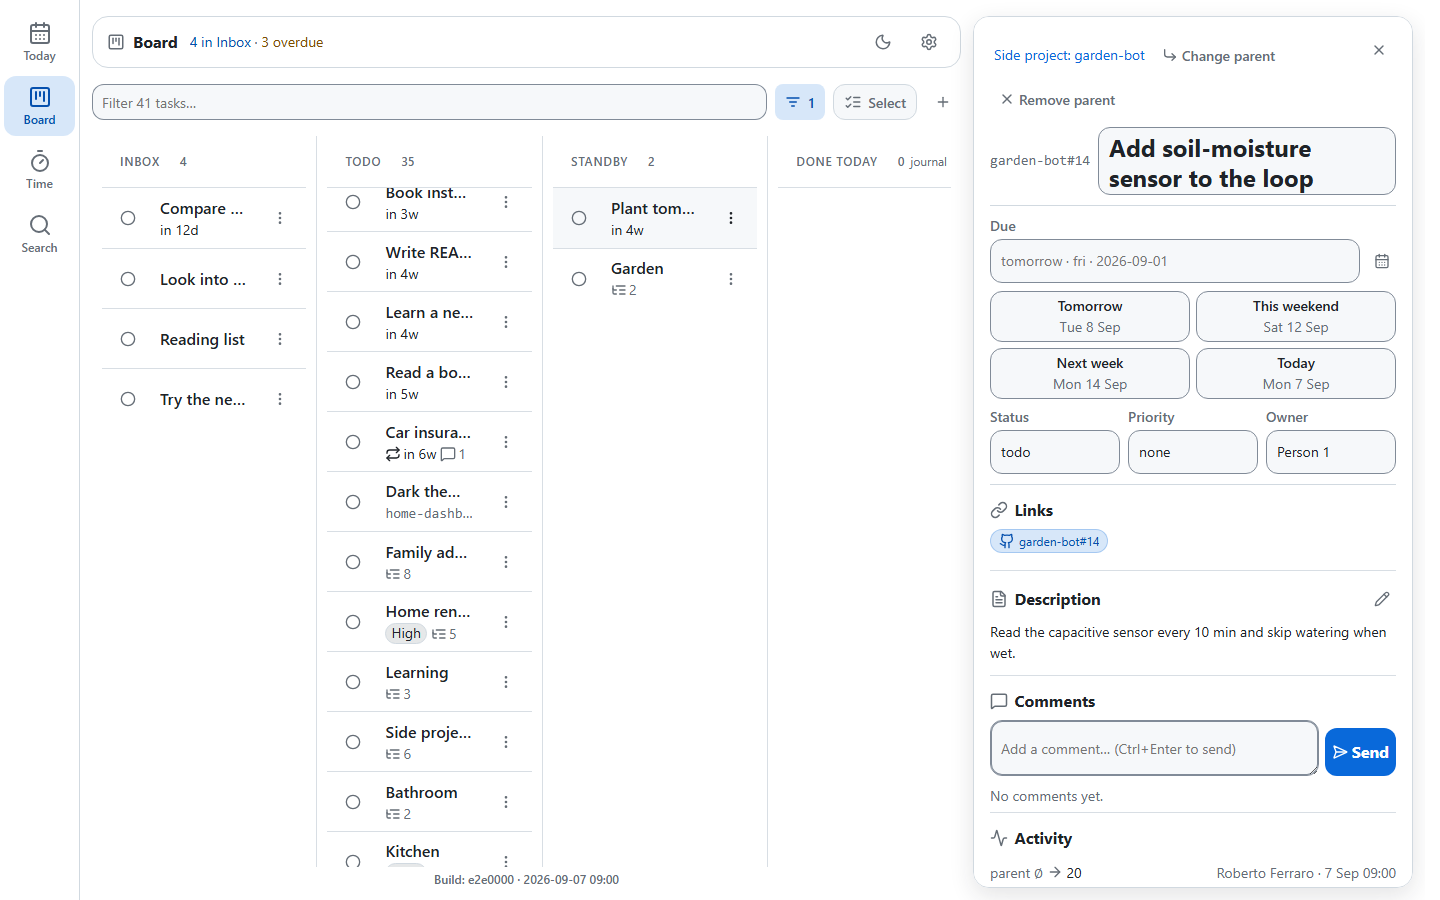 Today
Board
Time
Search
Board
4 in Inbox · 3 overdue
Filter 41 tasks...
1
Select
INBOX 4
Compare ...
in 12d
Look into ...
Reading list
Try the ne...
TODO 35
Book inst...
in 3w
Write REA...
in 4w
Learn a ne...
in 4w
Read a bo...
in 5w
Car insura...
in 6w 1
Dark the...
home-dashb...
Family ad...
8
Home ren...
High 5
Learning
3
Side proje...
6
Bathroom
2
Kitchen
STANDBY 2
Plant tom...
in 4w
Garden
2
DONE TODAY 0 journal
Build: e2e0000 · 2026-09-07 09:00
Side project: garden-bot
Change parent
Remove parent
garden-bot#14
Add soil-moisture
sensor to the loop
Due
tomorrow · fri · 2026-09-01
Tomorrow
Tue 8 Sep
This weekend
Sat 12 Sep
Next week
Mon 14 Sep
Today
Mon 7 Sep
Status
todo
Priority
none
Owner
Person 1
Links
garden-bot#14
Description
Read the capacitive sensor every 10 min and skip watering when
wet.
Comments
Add a comment... (Ctrl+Enter to send)
Send
No comments yet.
Activity
parent ∅ → 20
Roberto Ferraro · 7 Sep 09:00